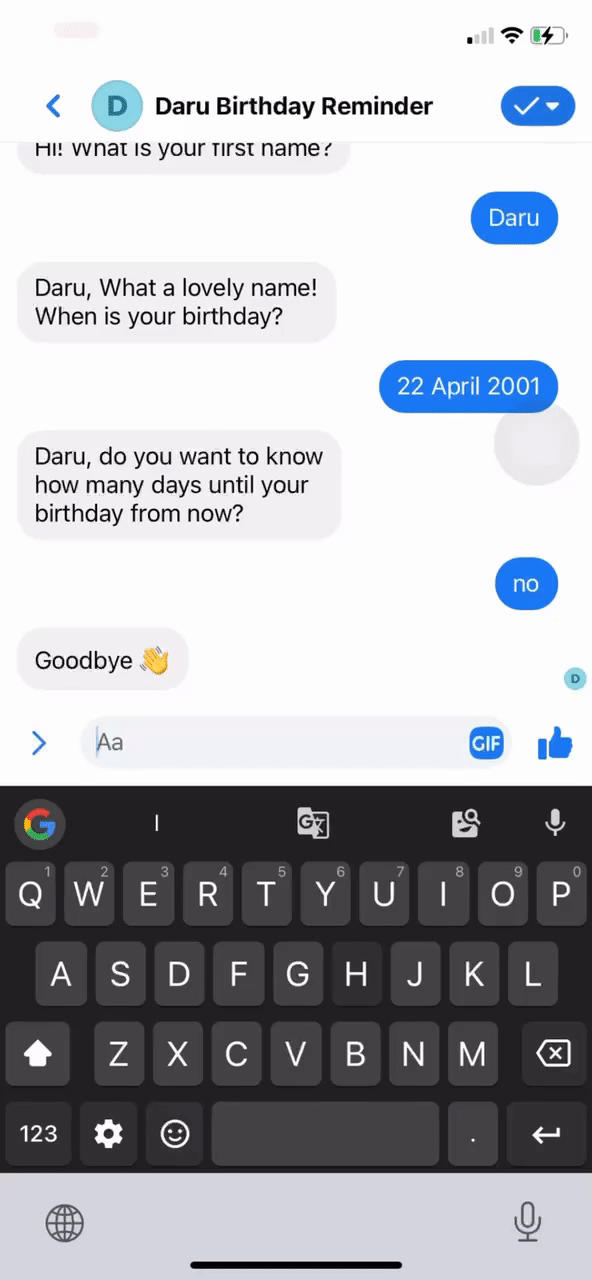 D
Daru Birthday Reminder
Hi! What is your first name?
Daru
Daru, What a lovely name!
When is your birthday?
22 April 2001
Daru, do you want to know
how many days until your
birthday from now?
no
Goodbye 👋
D
Aa
GIF
G
I
G
1 2 3 4 5 6 7 8 9 0
Q W E R T Y U I O P
A S D F G H J K L
Z X C V B N M
123
.